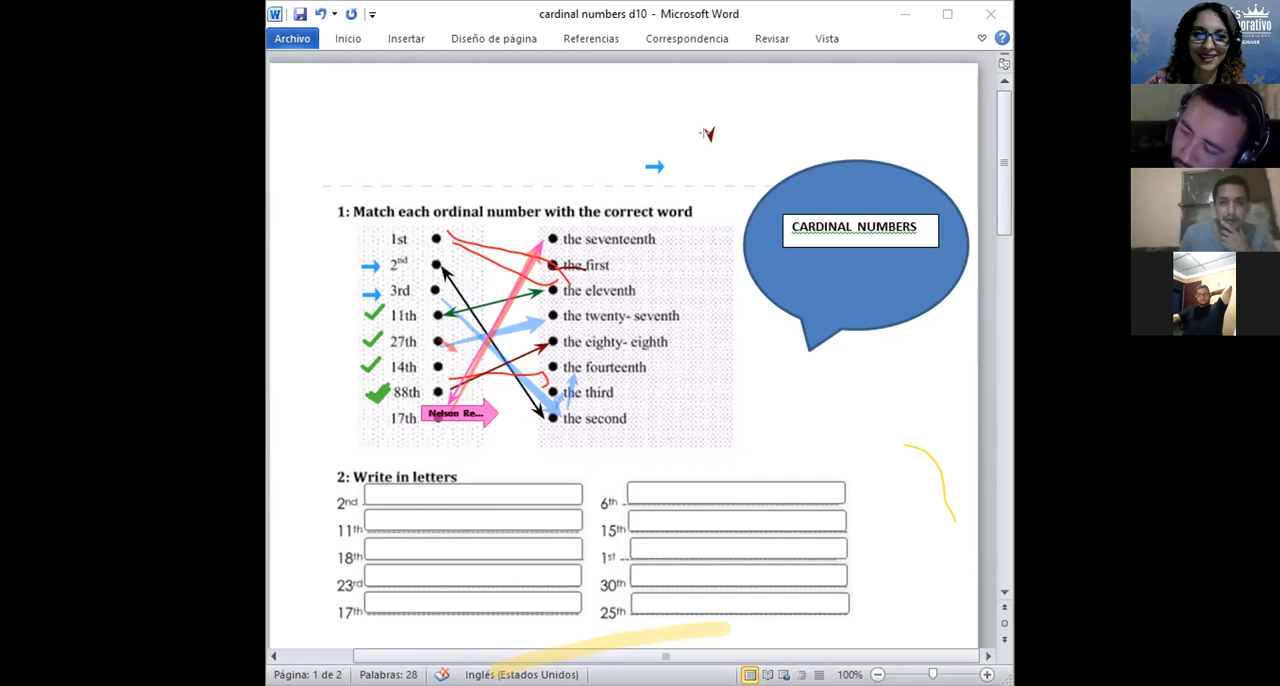 cardinal numbers d10 - Microsoft Word
Archivo Inicio Insertar Diseño de página Referencias Correspondencia Revisar Vista
1: Match each ordinal number with the correct word
1st the seventeenth
2nd the first
3rd the eleventh
11th the twenty- seventh
27th the eighty- eighth
14th the fourteenth
88th the third
17th the second
Nelson Re...
CARDINAL NUMBERS
2: Write in letters
2nd 6th
11th 15th
18th 1st
23rd 30th
17th 25th
Página: 1 de 2 Palabras: 28 Inglés (Estados Unidos) 100%